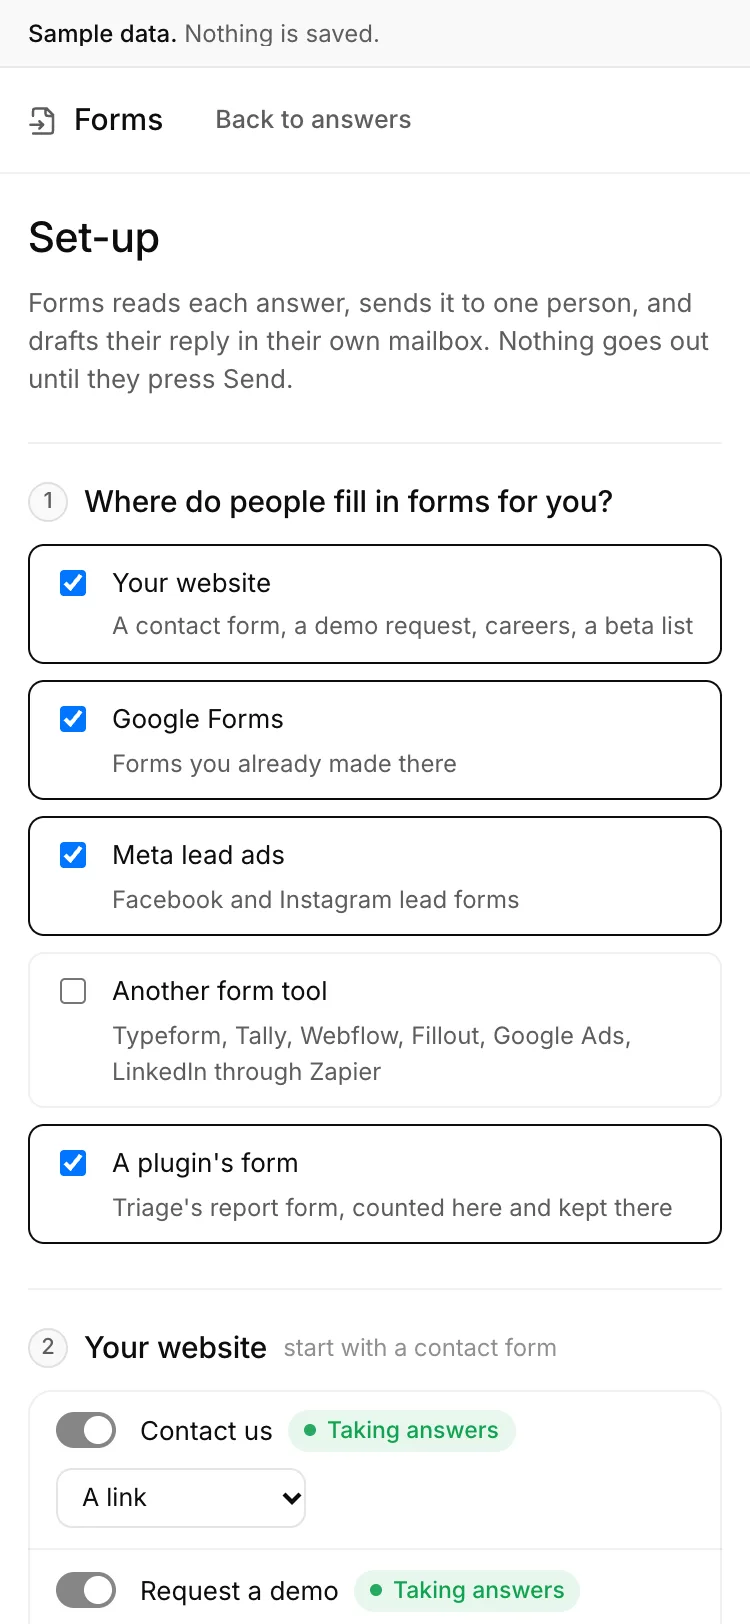 Sample data. Nothing is saved.
Forms
Back to answers
Set-up
Forms reads each answer, sends it to one person, and
drafts their reply in their own mailbox. Nothing goes out
until they press Send.
1 Where do people fill in forms for you?
Your website
A contact form, a demo request, careers, a beta list
Google Forms
Forms you already made there
Meta lead ads
Facebook and Instagram lead forms
Another form tool
Typeform, Tally, Webflow, Fillout, Google Ads,
LinkedIn through Zapier
A plugin's form
Triage's report form, counted here and kept there
2 Your website start with a contact form
Contact us Taking answers
A link
Request a demo Taking answers